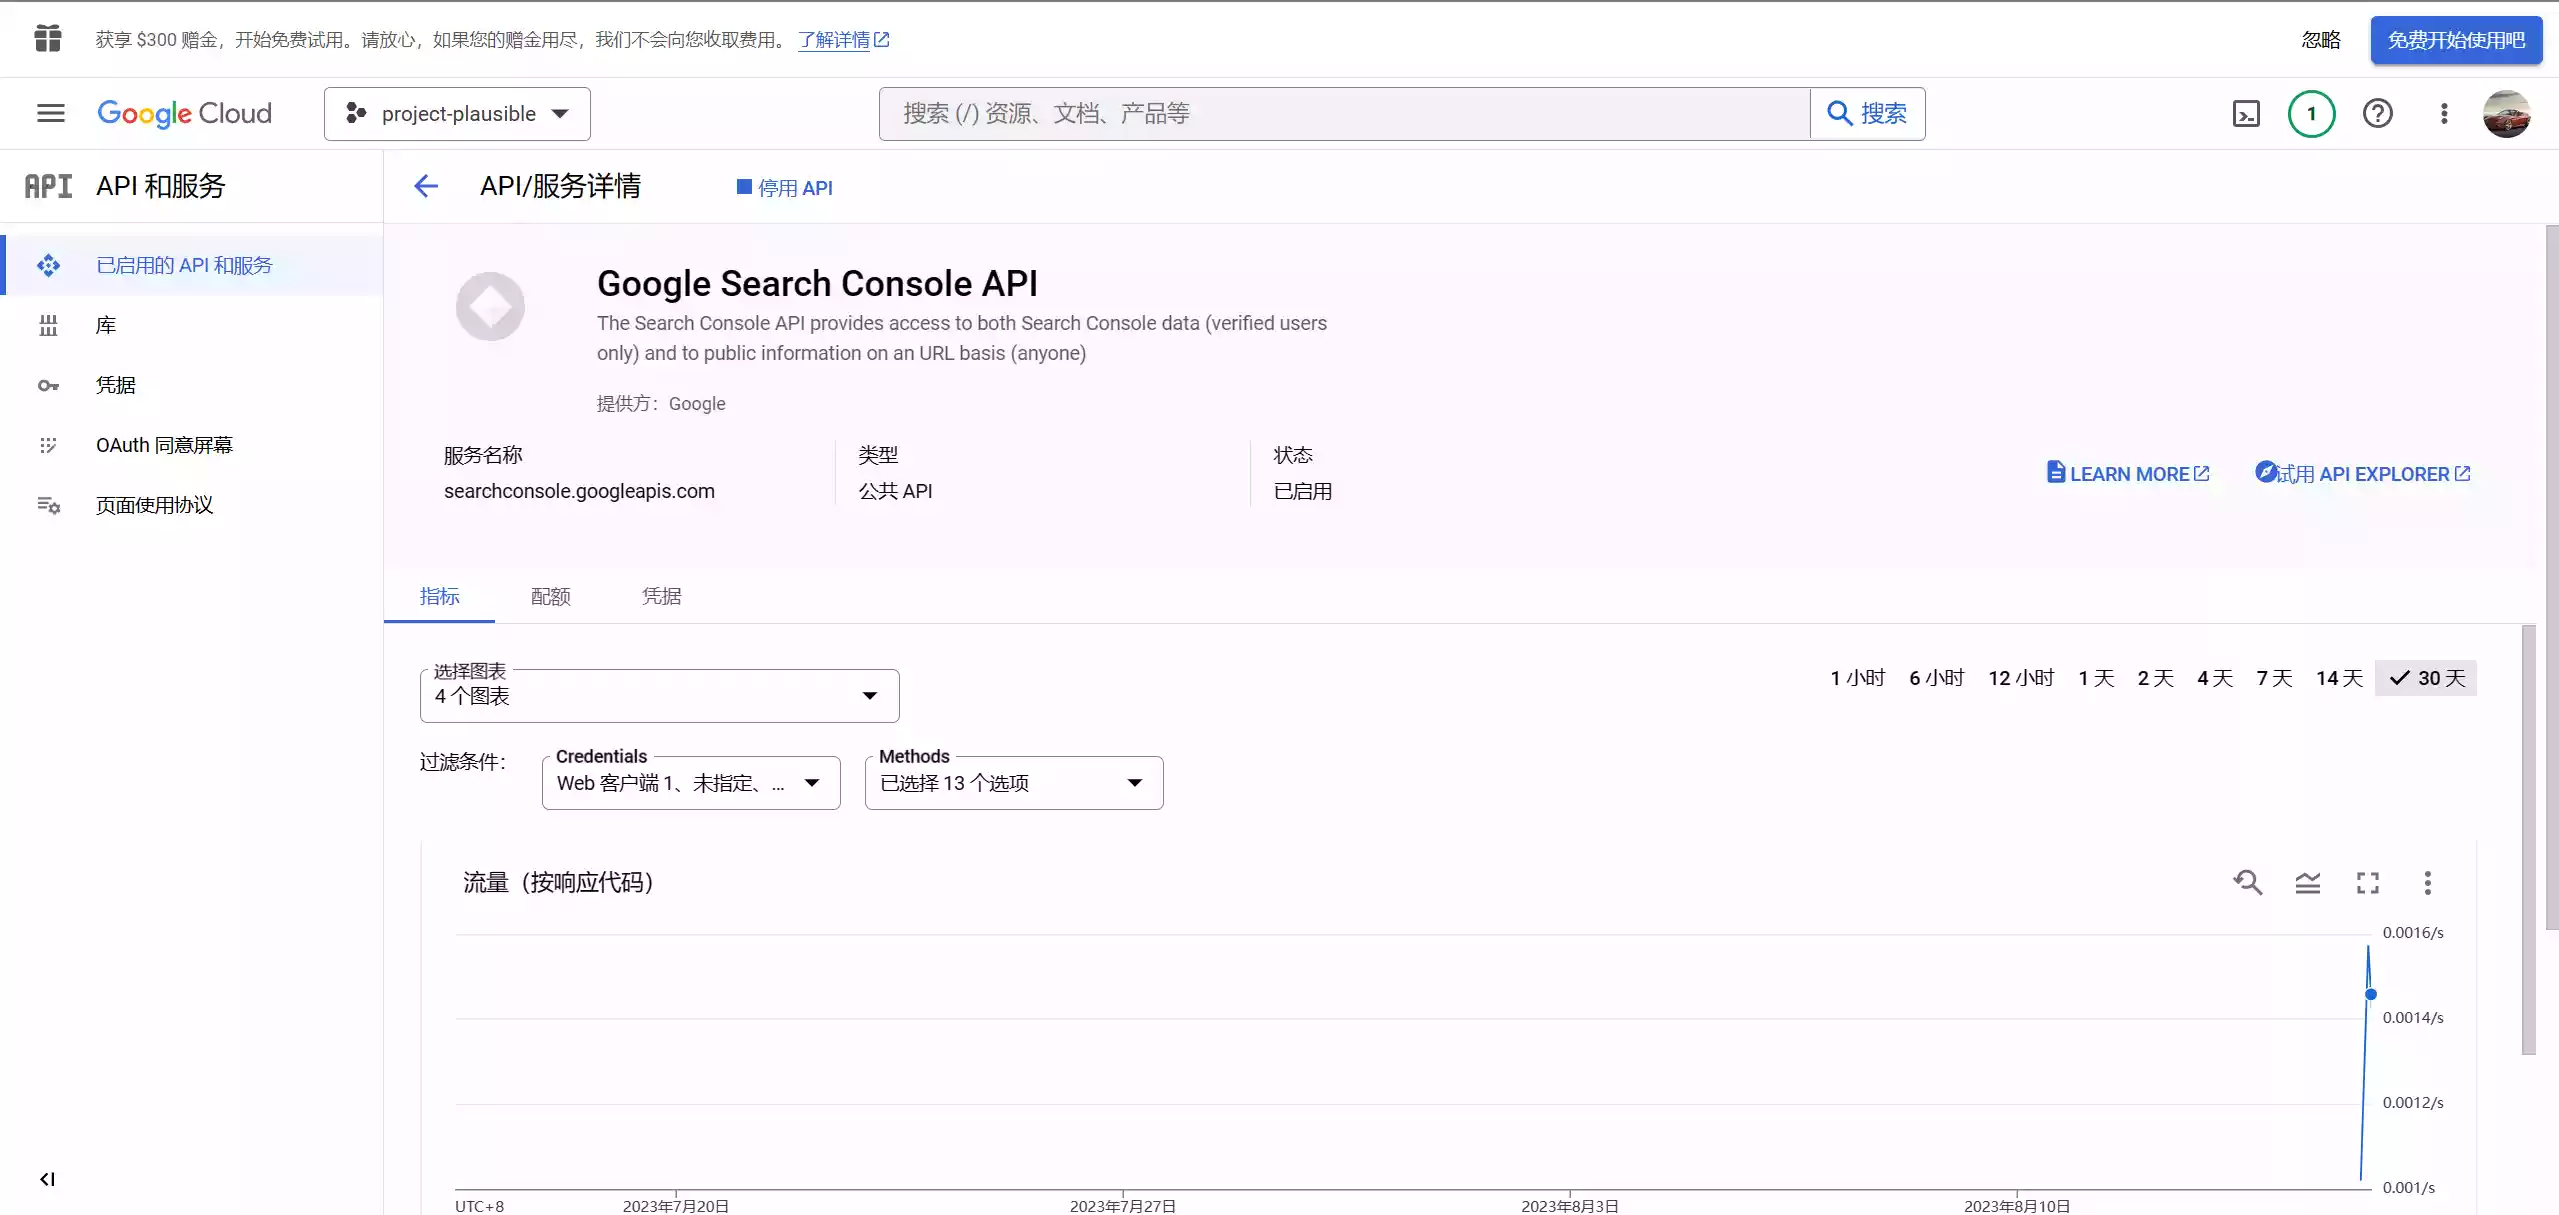 获享 $300 赠金，开始免费试用。请放心，如果您的赠金用尽，我们不会向您收取费用。 了解详情
忽略
免费开始使用吧
Google Cloud
project-plausible
搜索 (/) 资源、文档、产品等
搜索
1
API
API 和服务
API/服务详情
停用 API
已启用的 API 和服务
库
凭据
OAuth 同意屏幕
页面使用协议
Google Search Console API
The Search Console API provides access to both Search Console data (verified users
only) and to public information on an URL basis (anyone)
提供方： Google
服务名称
searchconsole.googleapis.com
类型
公共 API
状态
已启用
LEARN MORE
试用 API EXPLORER
指标
配额
凭据
选择图表
4 个图表
1 小时
6 小时
12 小时
1 天
2 天
4 天
7 天
14 天
30 天
过滤条件：
Credentials
Web 客户端 1、未指定、...
Methods
已选择 13 个选项
流量（按响应代码）
0.0016/s
0.0014/s
0.0012/s
0.001/s
UTC+8
2023年7月20日
2023年7月27日
2023年8月3日
2023年8月10日